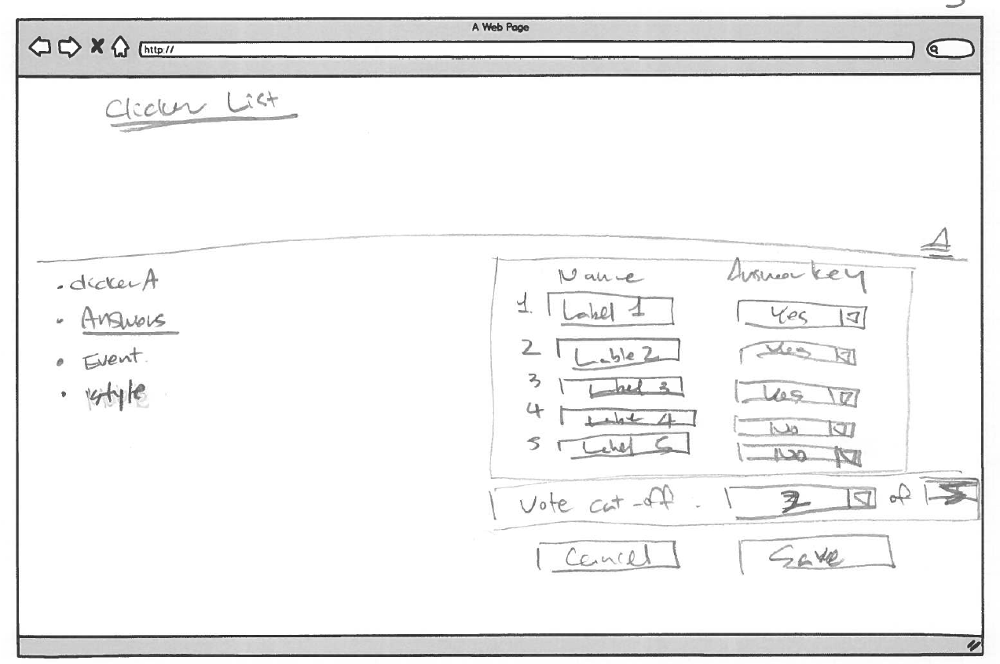 A Web Page
http://
Clicker List
A
• clicker A
• Answers
• Event
• style
Name Answer key
1. Label 1 Yes
2 Lable 2 Yes
3 Label 3 Yes
4 Label 4 No
5 Label 5 No
Vote cut-off. of 5
Cancel Save